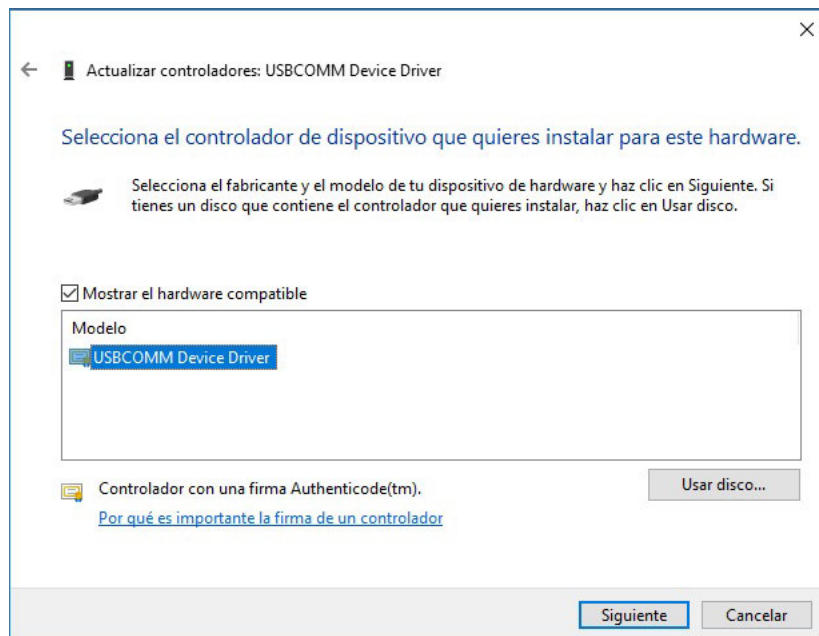 Actualizar controladores: USBCOMM Device Driver
Selecciona el controlador de dispositivo que quieres instalar para este hardware.
Selecciona el fabricante y el modelo de tu dispositivo de hardware y haz clic en Siguiente. Si
tienes un disco que contiene el controlador que quieres instalar, haz clic en Usar disco.
Mostrar el hardware compatible
Modelo
USBCOMM Device Driver
Controlador con una firma Authenticode(tm).
Usar disco...
Por qué es importante la firma de un controlador
Siguiente
Cancelar